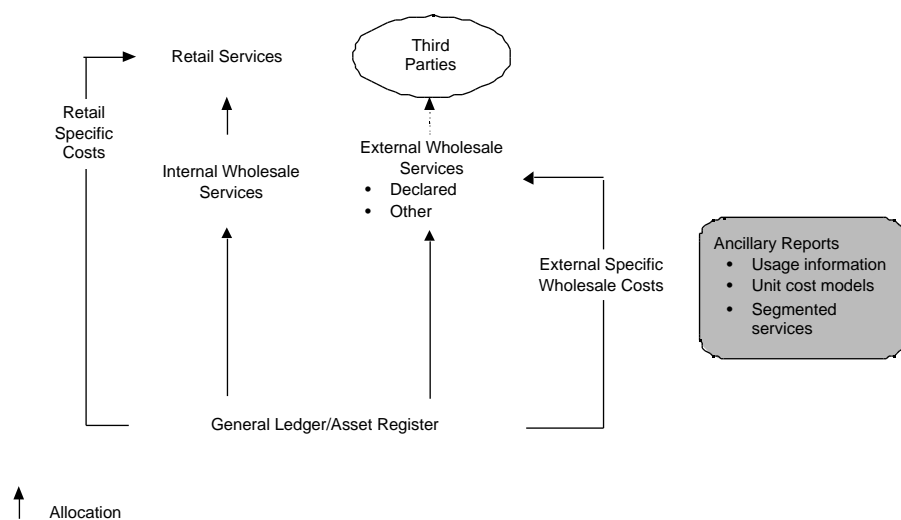 Retail Services
Third
Parties
Retail
Specific
Costs
Internal Wholesale
Services
External Wholesale
Services
• Declared
• Other
External Specific
Wholesale Costs
Ancillary Reports
• Usage information
• Unit cost models
• Segmented
services
General Ledger/Asset Register
Allocation